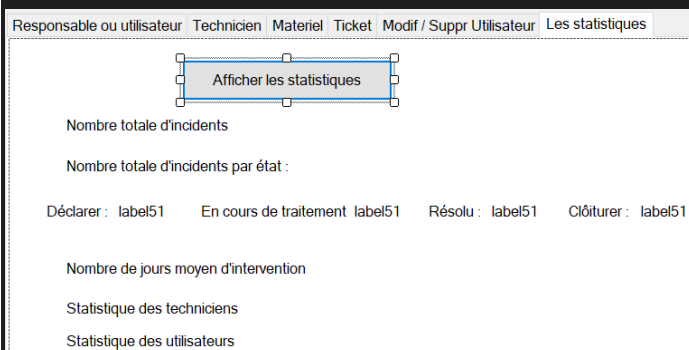 Responsable ou utilisateur Technicien Materiel Ticket Modif / Suppr Utilisateur Les statistiques
Afficher les statistiques
Nombre totale d'incidents
Nombre totale d'incidents par état :
Déclarer : label51 En cours de traitement label51 Résolu : label51 Clôiturer : label51
Nombre de jours moyen d'intervention
Statistique des techniciens
Statistique des utilisateurs